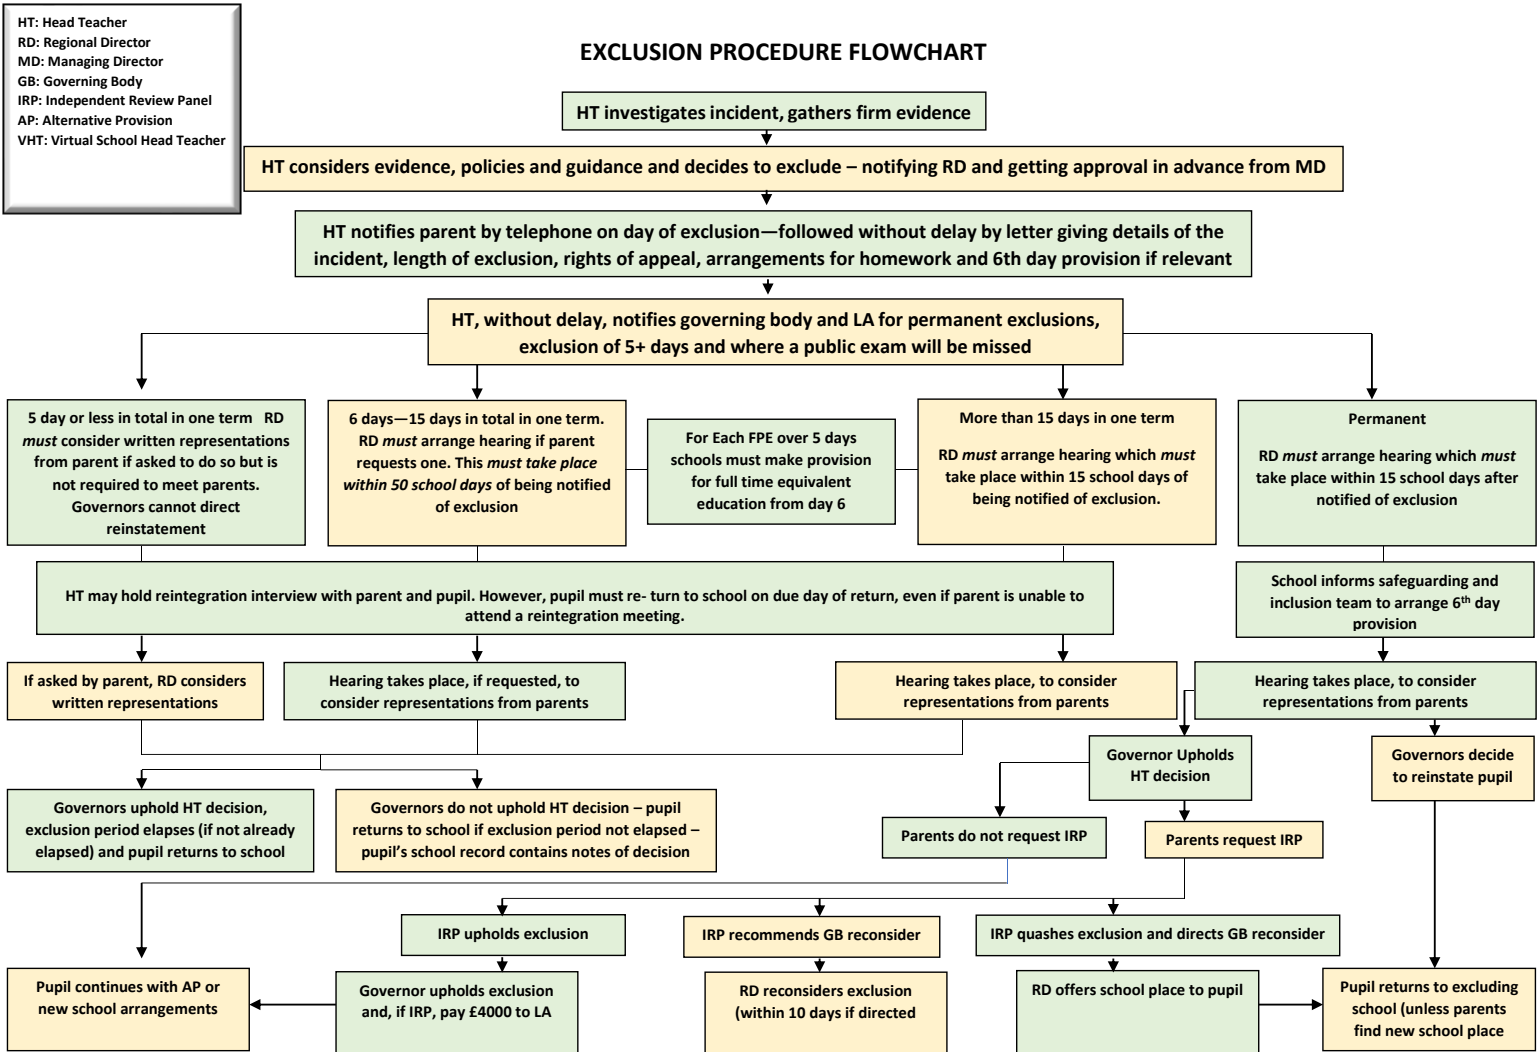 HT: Head Teacher
RD: Regional Director
MD: Managing Director
GB: Governing Body
IRP: Independent Review Panel
AP: Alternative Provision
VHT: Virtual School Head Teacher
EXCLUSION PROCEDURE FLOWCHART
HT investigates incident, gathers firm evidence
HT considers evidence, policies and guidance and decides to exclude – notifying RD and getting approval in advance from MD
HT notifies parent by telephone on day of exclusion—followed without delay by letter giving details of the
incident, length of exclusion, rights of appeal, arrangements for homework and 6th day provision if relevant
HT, without delay, notifies governing body and LA for permanent exclusions,
exclusion of 5+ days and where a public exam will be missed
5 day or less in total in one term RD
must consider written representations
from parent if asked to do so but is
not required to meet parents.
Governors cannot direct
reinstatement
6 days—15 days in total in one term.
RD must arrange hearing if parent
requests one. This must take place
within 50 school days of being notified
of exclusion
For Each FPE over 5 days
schools must make provision
for full time equivalent
education from day 6
More than 15 days in one term
RD must arrange hearing which must
take place within 15 school days of
being notified of exclusion.
Permanent
RD must arrange hearing which must
take place within 15 school days after
notified of exclusion
HT may hold reintegration interview with parent and pupil. However, pupil must re- turn to school on due day of return, even if parent is unable to
attend a reintegration meeting.
School informs safeguarding and
inclusion team to arrange 6th day
provision
If asked by parent, RD considers
written representations
Hearing takes place, if requested, to
consider representations from parents
Hearing takes place, to consider
representations from parents
Hearing takes place, to consider
representations from parents
Governor Upholds
HT decision
Governors decide
to reinstate pupil
Governors uphold HT decision,
exclusion period elapses (if not already
elapsed) and pupil returns to school
Governors do not uphold HT decision – pupil
returns to school if exclusion period not elapsed –
pupil's school record contains notes of decision
Parents do not request IRP
Parents request IRP
IRP upholds exclusion
IRP recommends GB reconsider
IRP quashes exclusion and directs GB reconsider
Pupil continues with AP or
new school arrangements
Governor upholds exclusion
and, if IRP, pay £4000 to LA
RD reconsiders exclusion
(within 10 days if directed
RD offers school place to pupil
Pupil returns to excluding
school (unless parents
find new school place